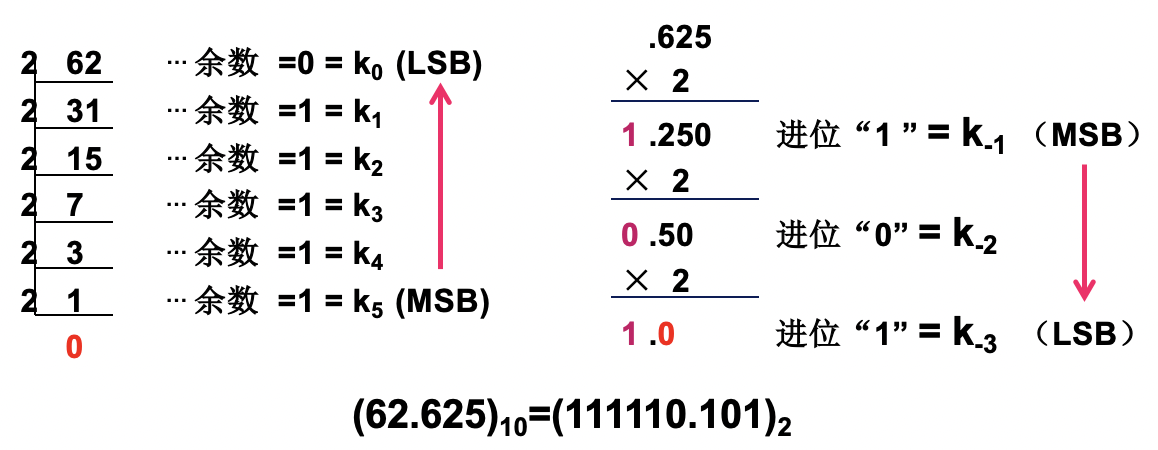 2 62 … 余数 =0 = k₀ (LSB)
2 31 … 余数 =1 = k₁
2 15 … 余数 =1 = k₂
2 7 … 余数 =1 = k₃
2 3 … 余数 =1 = k₄
2 1 … 余数 =1 = k₅ (MSB)
0
.625
× 2
1 .250 进位“1 ”= k₋₁ （MSB）
× 2
0 .50 进位“0”= k₋₂
× 2
1 .0 进位“1”= k₋₃ （LSB）
(62.625)₁₀=(111110.101)₂